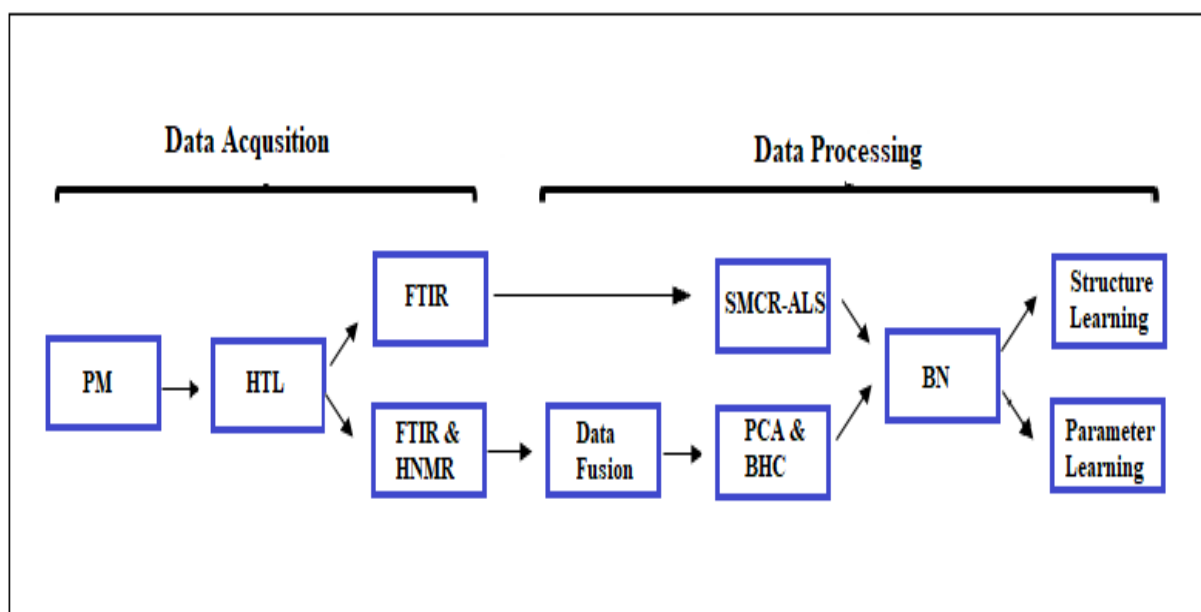 Data Acqusition
Data Processing
FTIR
SMCR-ALS
Structure
Learning
PM
HTL
BN
FTIR &
HNMR
Data
Fusion
PCA &
BHC
Parameter
Learning